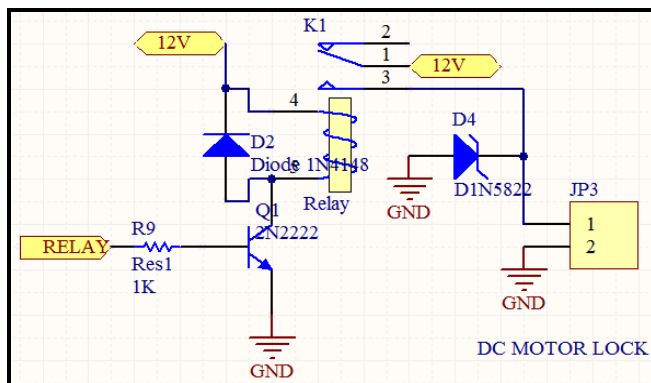 K1
12V
2
1
12V
3
4
D2
Diode 1N4148
5
Relay
D4
D1N5822
GND
JP3
1
2
GND
Q1
2N2222
R9
RELAY
Res1
1K
GND
DC MOTOR LOCK